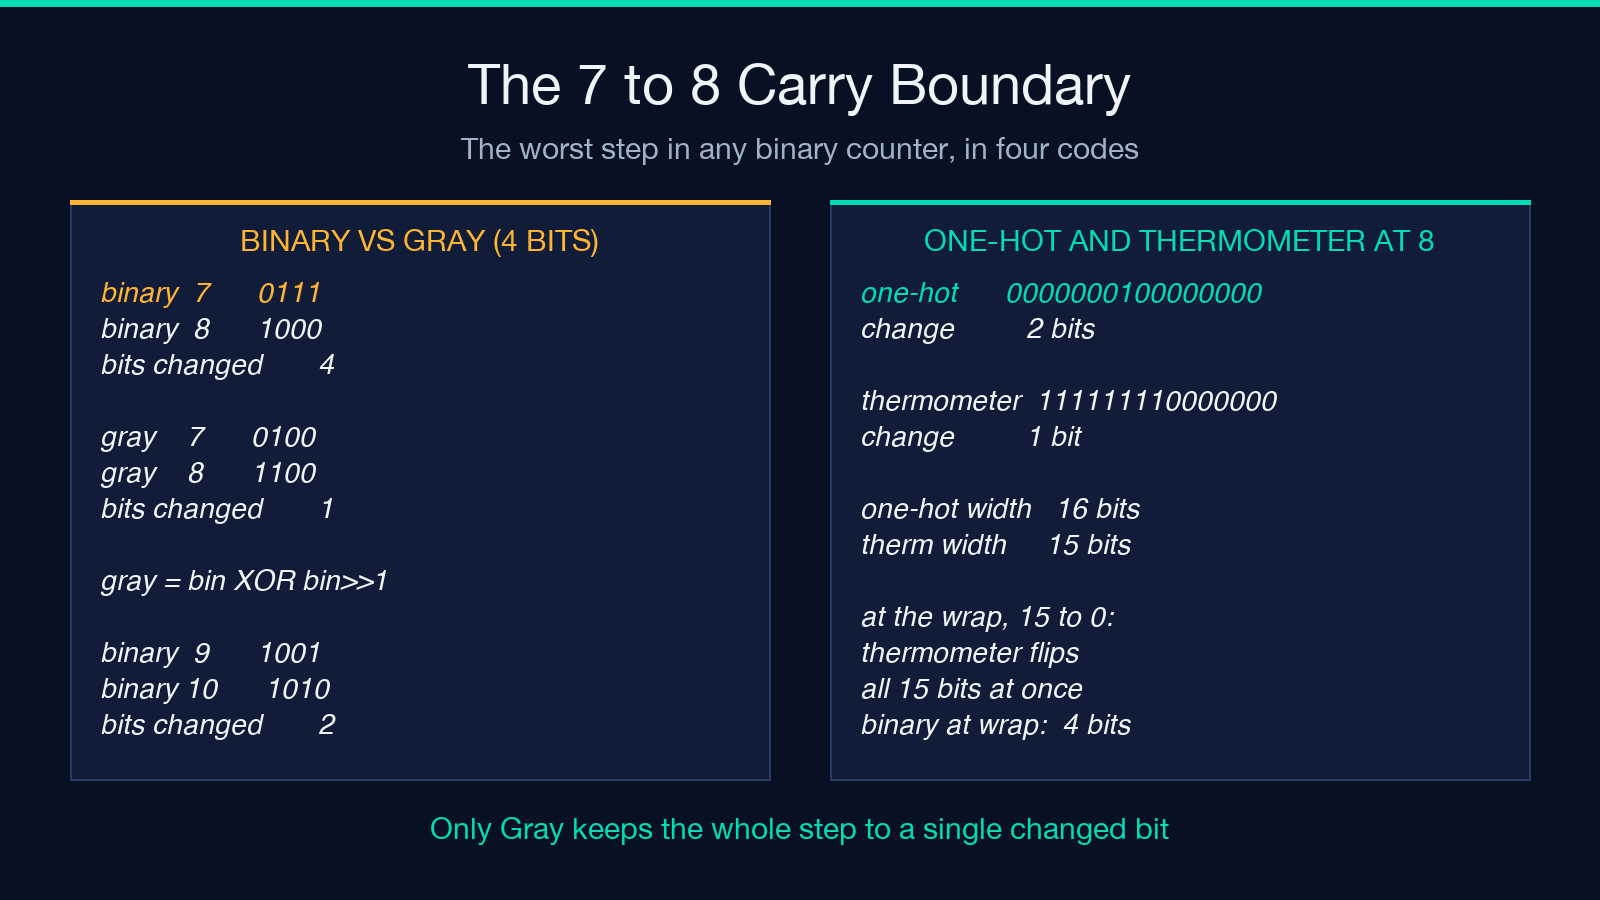 The 7 to 8 Carry Boundary
The worst step in any binary counter, in four codes
BINARY VS GRAY (4 BITS)
binary 7 0111
binary 8 1000
bits changed 4
gray 7 0100
gray 8 1100
bits changed 1
gray = bin XOR bin>>1
binary 9 1001
binary 10 1010
bits changed 2
ONE-HOT AND THERMOMETER AT 8
one-hot 0000000100000000
change 2 bits
thermometer 111111110000000
change 1 bit
one-hot width 16 bits
therm width 15 bits
at the wrap, 15 to 0:
thermometer flips
all 15 bits at once
binary at wrap: 4 bits
Only Gray keeps the whole step to a single changed bit